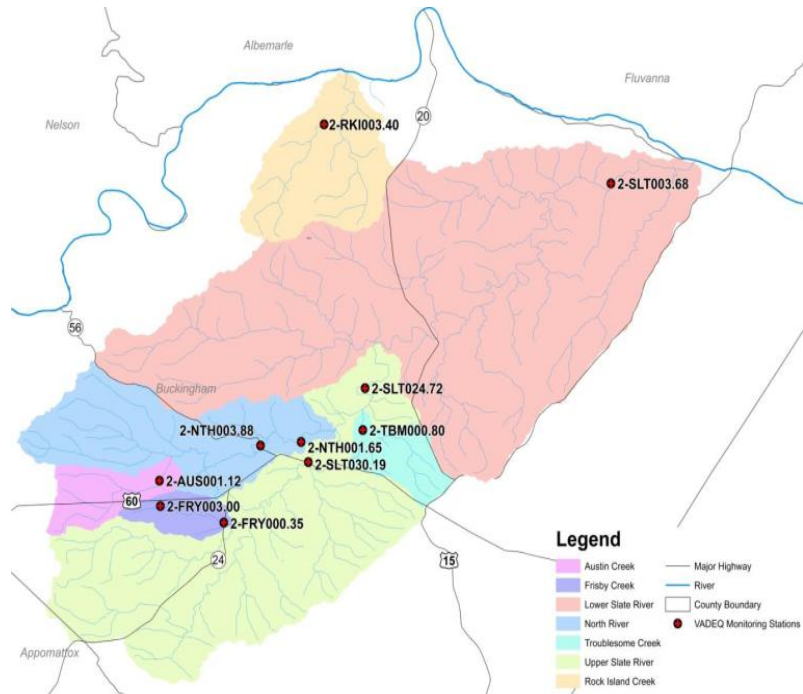 Albemarle
Fluvanna
Nelson
20
2-RKI003.40
2-SLT003.68
56
Buckingham
2-SLT024.72
2-NTH003.88
2-TBM000.80
2-NTH001.65
2-SLT030.19
2-AUS001.12
60
2-FRY003.00
2-FRY000.35
24
15
Appomattox
Legend
Austin Creek
Frisby Creek
Lower Slate River
North River
Troublesome Creek
Upper Slate River
Rock Island Creek
Major Highway
River
County Boundary
VADEQ Monitoring Stations